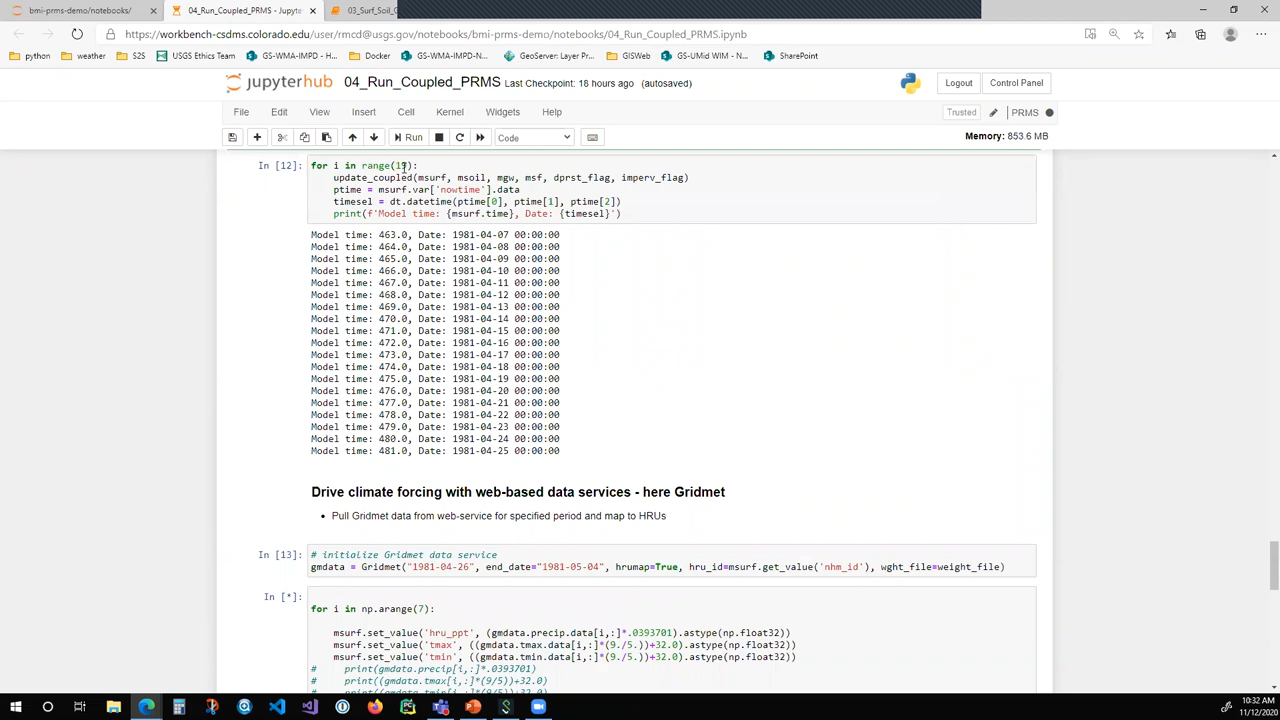 bmi-prms-demo/notebooks/
04_Run_Coupled_PRMS - Jupyte
03_Surf_Soil_
https://workbench-csdms.colorado.edu/user/rmcd@usgs.gov/notebooks/bmi-prms-demo/notebooks/04_Run_Coupled_PRMS.ipynb
python weather S2S USGS Ethics Team GS-WMA-IMPD - H... Docker GS-WMA-IMPD-N... GeoServer: Layer Pr... GISWeb GS-UMid WIM - N... SharePoint
jupyterhub 04_Run_Coupled_PRMS Last Checkpoint: 18 hours ago (autosaved) Logout Control Panel
File Edit View Insert Cell Kernel Widgets Help Trusted PRMS
Run Code Memory: 853.6 MB
In [12]: for i in range(19):
update_coupled(msurf, msoil, mgw, msf, dprst_flag, imperv_flag)
ptime = msurf.var['nowtime'].data
timesel = dt.datetime(ptime[0], ptime[1], ptime[2])
print(f'Model time: {msurf.time}, Date: {timesel}')
Model time: 463.0, Date: 1981-04-07 00:00:00
Model time: 464.0, Date: 1981-04-08 00:00:00
Model time: 465.0, Date: 1981-04-09 00:00:00
Model time: 466.0, Date: 1981-04-10 00:00:00
Model time: 467.0, Date: 1981-04-11 00:00:00
Model time: 468.0, Date: 1981-04-12 00:00:00
Model time: 469.0, Date: 1981-04-13 00:00:00
Model time: 470.0, Date: 1981-04-14 00:00:00
Model time: 471.0, Date: 1981-04-15 00:00:00
Model time: 472.0, Date: 1981-04-16 00:00:00
Model time: 473.0, Date: 1981-04-17 00:00:00
Model time: 474.0, Date: 1981-04-18 00:00:00
Model time: 475.0, Date: 1981-04-19 00:00:00
Model time: 476.0, Date: 1981-04-20 00:00:00
Model time: 477.0, Date: 1981-04-21 00:00:00
Model time: 478.0, Date: 1981-04-22 00:00:00
Model time: 479.0, Date: 1981-04-23 00:00:00
Model time: 480.0, Date: 1981-04-24 00:00:00
Model time: 481.0, Date: 1981-04-25 00:00:00
Drive climate forcing with web-based data services - here Gridmet
• Pull Gridmet data from web-service for specified period and map to HRUs
In [13]: # initialize Gridmet data service
gmdata = Gridmet("1981-04-26", end_date="1981-05-04", hrumap=True, hru_id=msurf.get_value('nhm_id'), wght_file=weight_file)
In [*]:
for i in np.arange(7):
msurf.set_value('hru_ppt', (gmdata.precip.data[i,:]*.0393701).astype(np.float32))
msurf.set_value('tmax', ((gmdata.tmax.data[i,:]*(9./5.))+32.0).astype(np.float32))
msurf.set_value('tmin', ((gmdata.tmin.data[i,:]*(9./5.))+32.0).astype(np.float32))
# print(gmdata.precip[i,:]*.0393701)
# print((gmdata.tmax[i,:]*(9/5))+32.0)
# print((gmdata.tmin[i,:]*(9/5))+32.0)
10:32 AM
11/12/2020